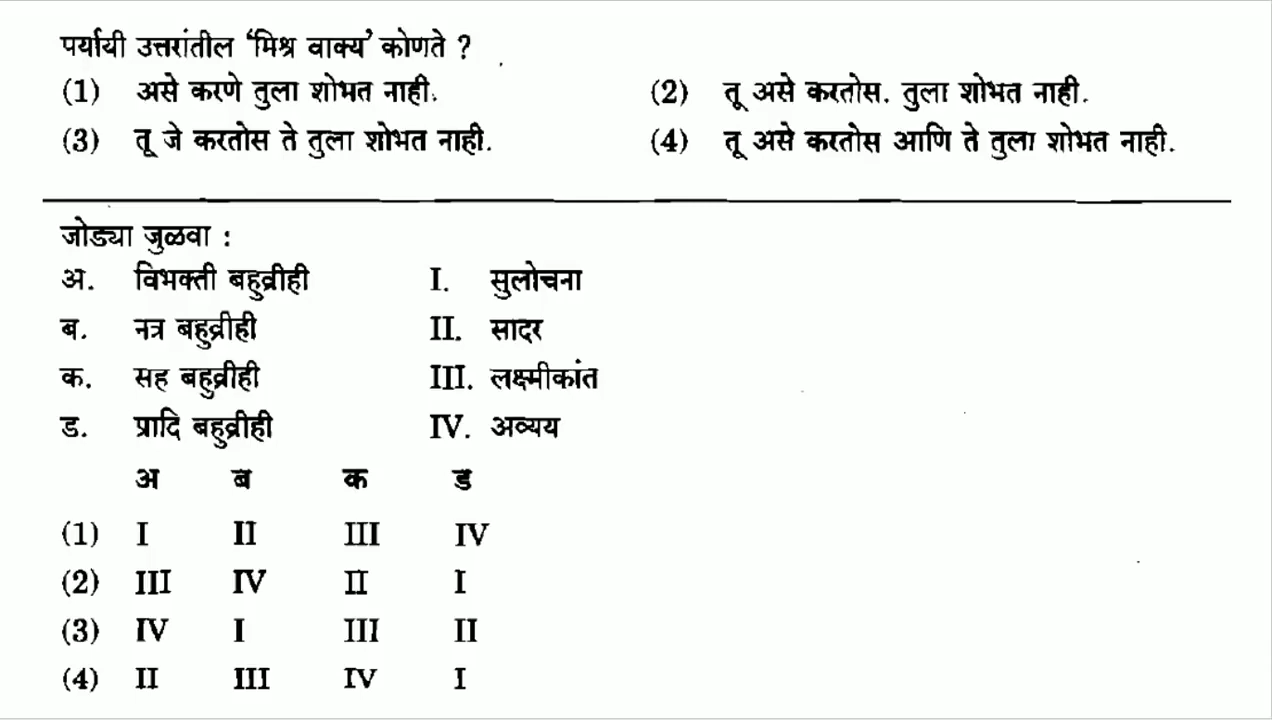 पर्यायी उत्तरांतील ‘मिश्र वाक्य’ कोणते ?
(1) असे करणे तुला शोभत नाही. (2) तू असे करतोस. तुला शोभत नाही.
(3) तू जे करतोस ते तुला शोभत नाही. (4) तू असे करतोस आणि ते तुला शोभत नाही.
जोड्या जुळवा :
अ. विभक्ती बहुव्रीही I. सुलोचना
ब. नत्र बहुव्रीही II. सादर
क. सह बहुव्रीही III. लक्ष्मीकांत
ड. प्रादि बहुव्रीही IV. अव्यय
अ ब क ड
(1) I II III IV
(2) III IV II I
(3) IV I III II
(4) II III IV I